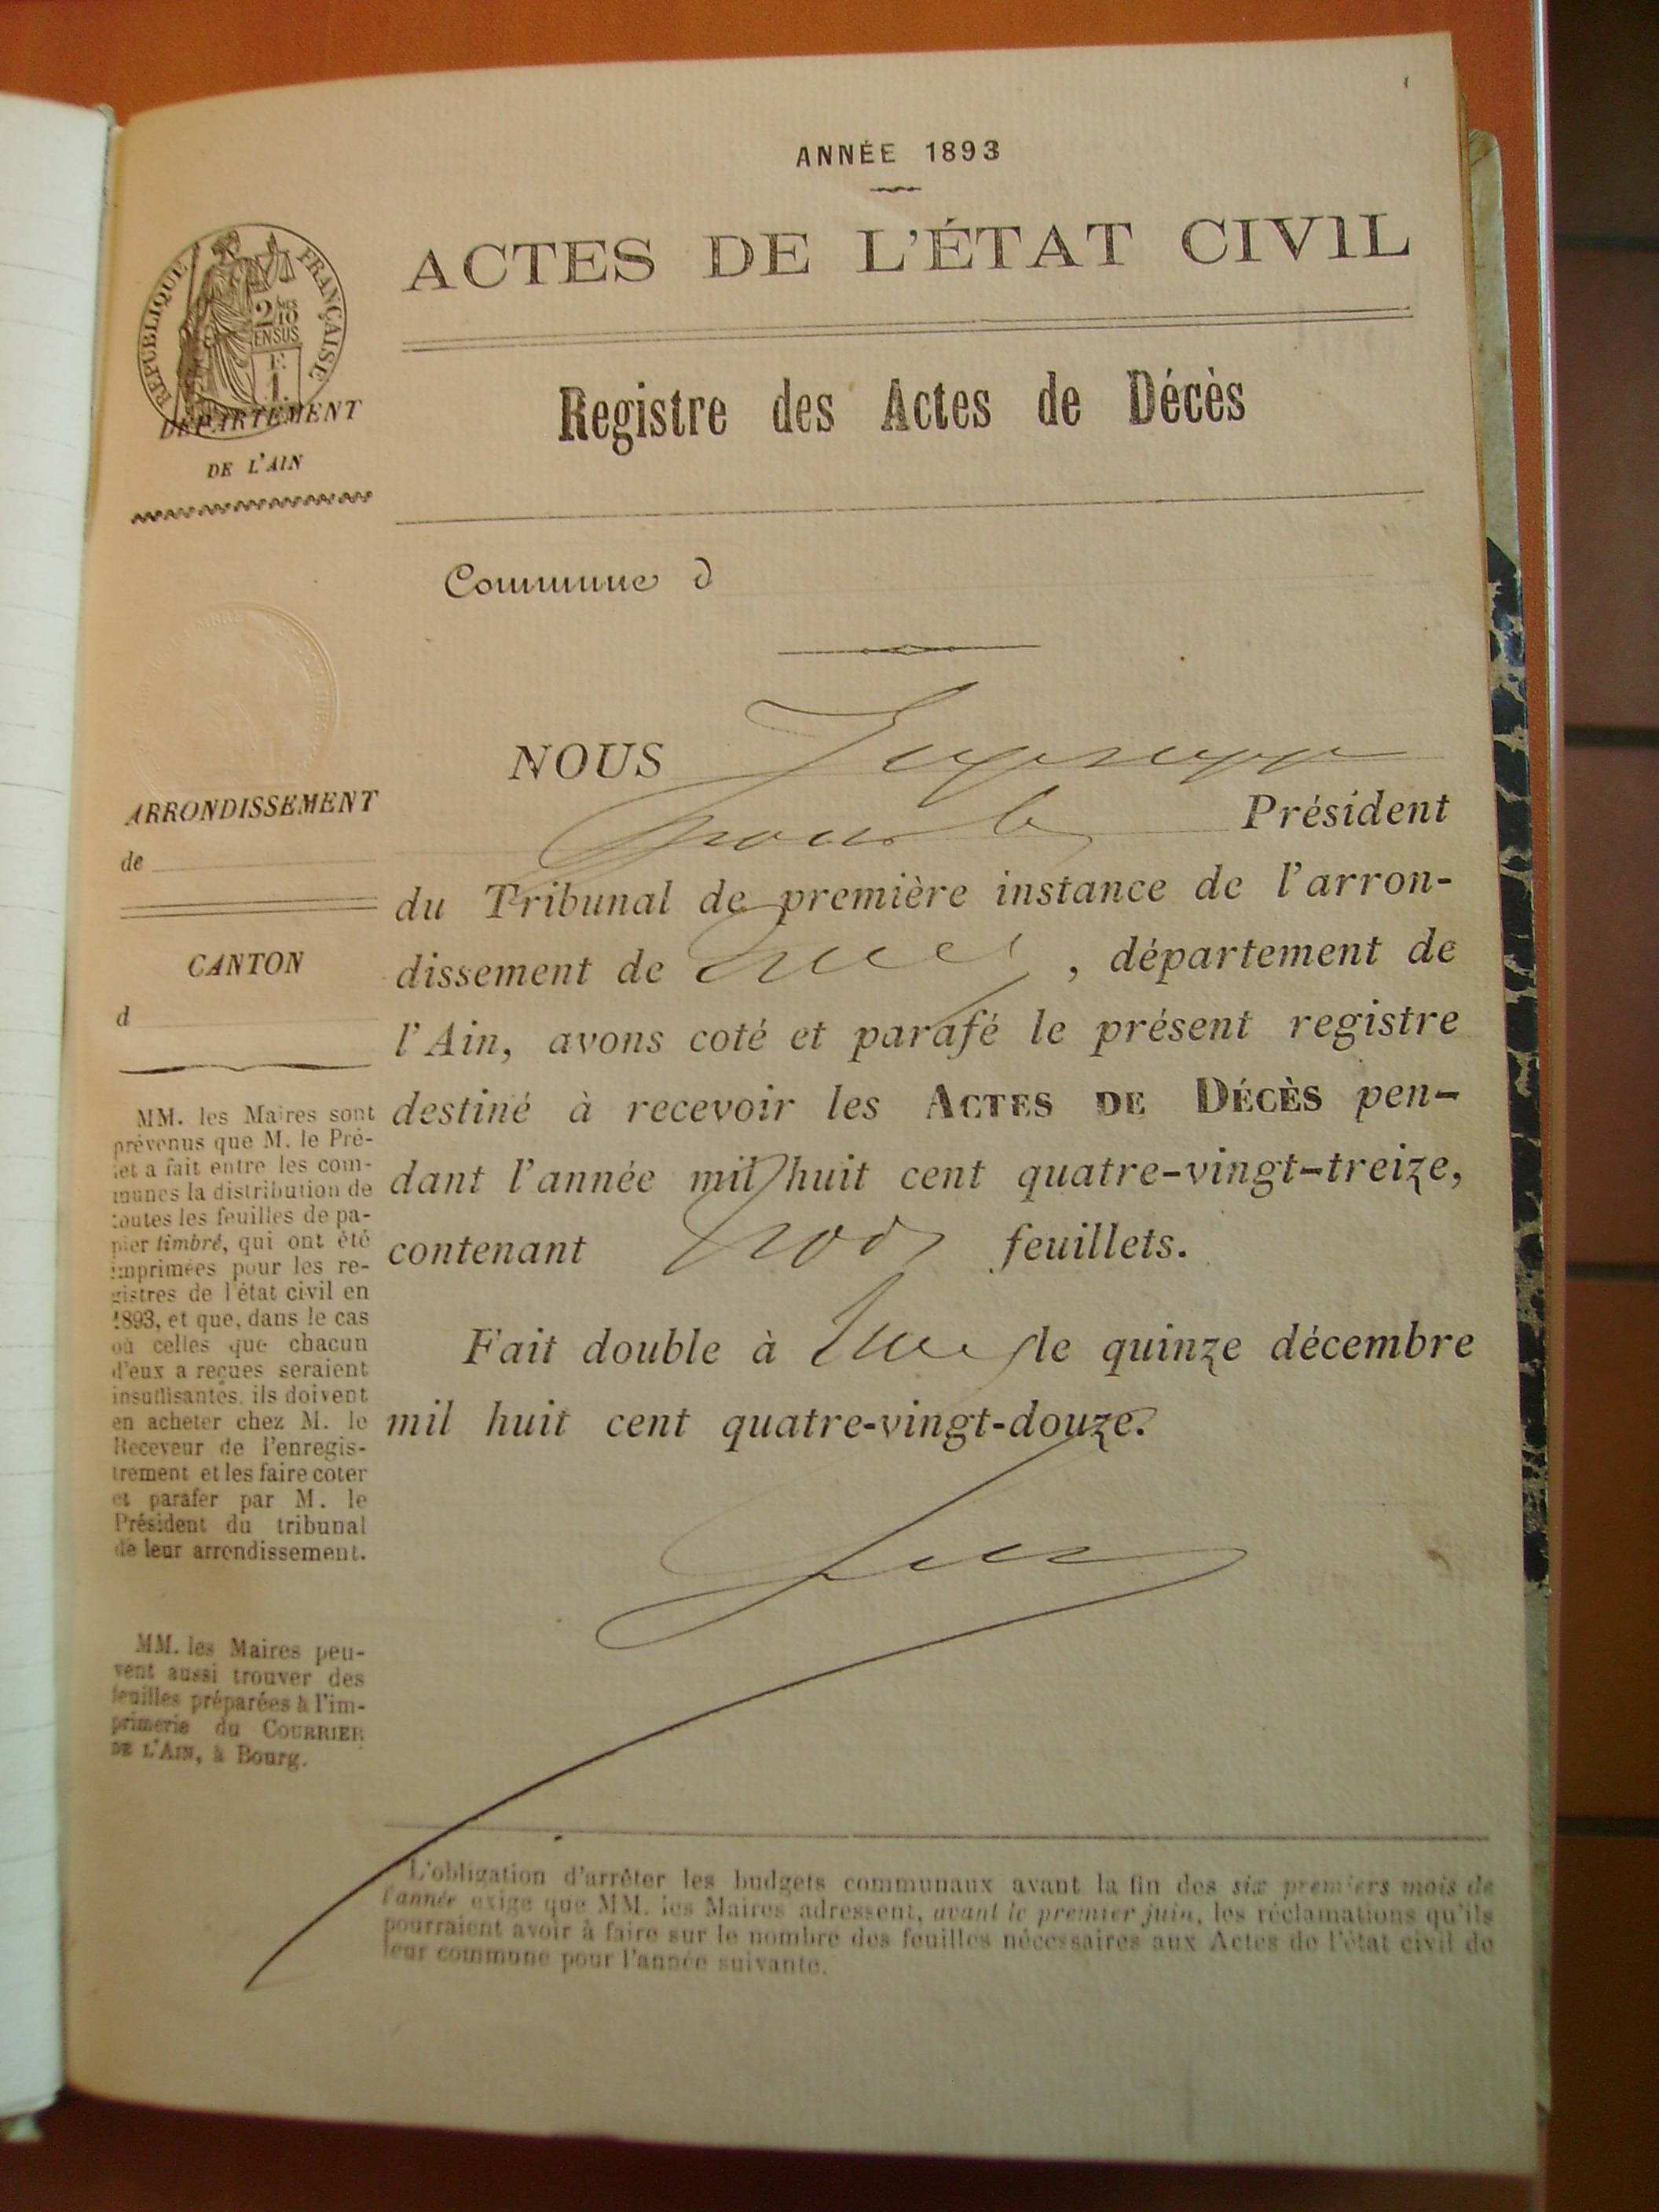 ANNÉE 1893
ACTES DE L'ÉTAT CIVIL
RÉPUBLIQUE FRANÇAISE
Registre des Actes de Décès
DÉPARTEMENT
DE L'AIN
Commune d
NOUS
pour le Président
du Tribunal de première instance de l'arron-
dissement de , département de
l'Ain, avons coté et parafé le présent registre
destiné à recevoir les ACTES DE DÉCÈS pen-
dant l'année mil huit cent quatre-vingt-treize,
contenant trois feuillets.
Fait double à le quinze décembre
mil huit cent quatre-vingt-douze.
ARRONDISSEMENT
de
CANTON
d
MM. les Maires sont
prévenus que M. le Pré-
fet a fait entre les com-
munes la distribution de
toutes les feuilles de pa-
pier timbré, qui ont été
imprimées pour les re-
gistres de l'état civil en
1893, et que, dans le cas
où celles que chacun
d'eux a reçues seraient
insuffisantes, ils doivent
en acheter chez M. le
Receveur de l'enregis-
trement et les faire coter
et parafer par M. le
Président du tribunal
de leur arrondissement.
MM. les Maires peu-
vent aussi trouver des
feuilles préparées à l'im-
primerie du COURRIER
DE L'AIN, à Bourg.
L'obligation d'arrêter les budgets communaux avant la fin des six premiers mois de
l'année exige que MM. les Maires adressent, avant le premier juin, les réclamations qu'ils
pourraient avoir à faire sur le nombre des feuilles nécessaires aux Actes de l'état civil de
leur commune pour l'année suivante.